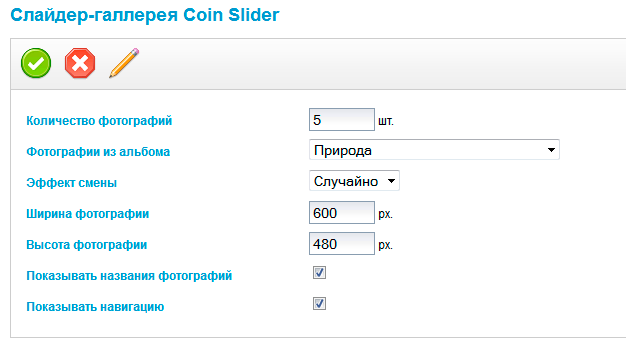 Слайдер-галлерея Coin Slider
Количество фотографий 5 шт.
Фотографии из альбома Природа
Эффект смены Случайно
Ширина фотографии 600 px.
Высота фотографии 480 px.
Показывать названия фотографий
Показывать навигацию